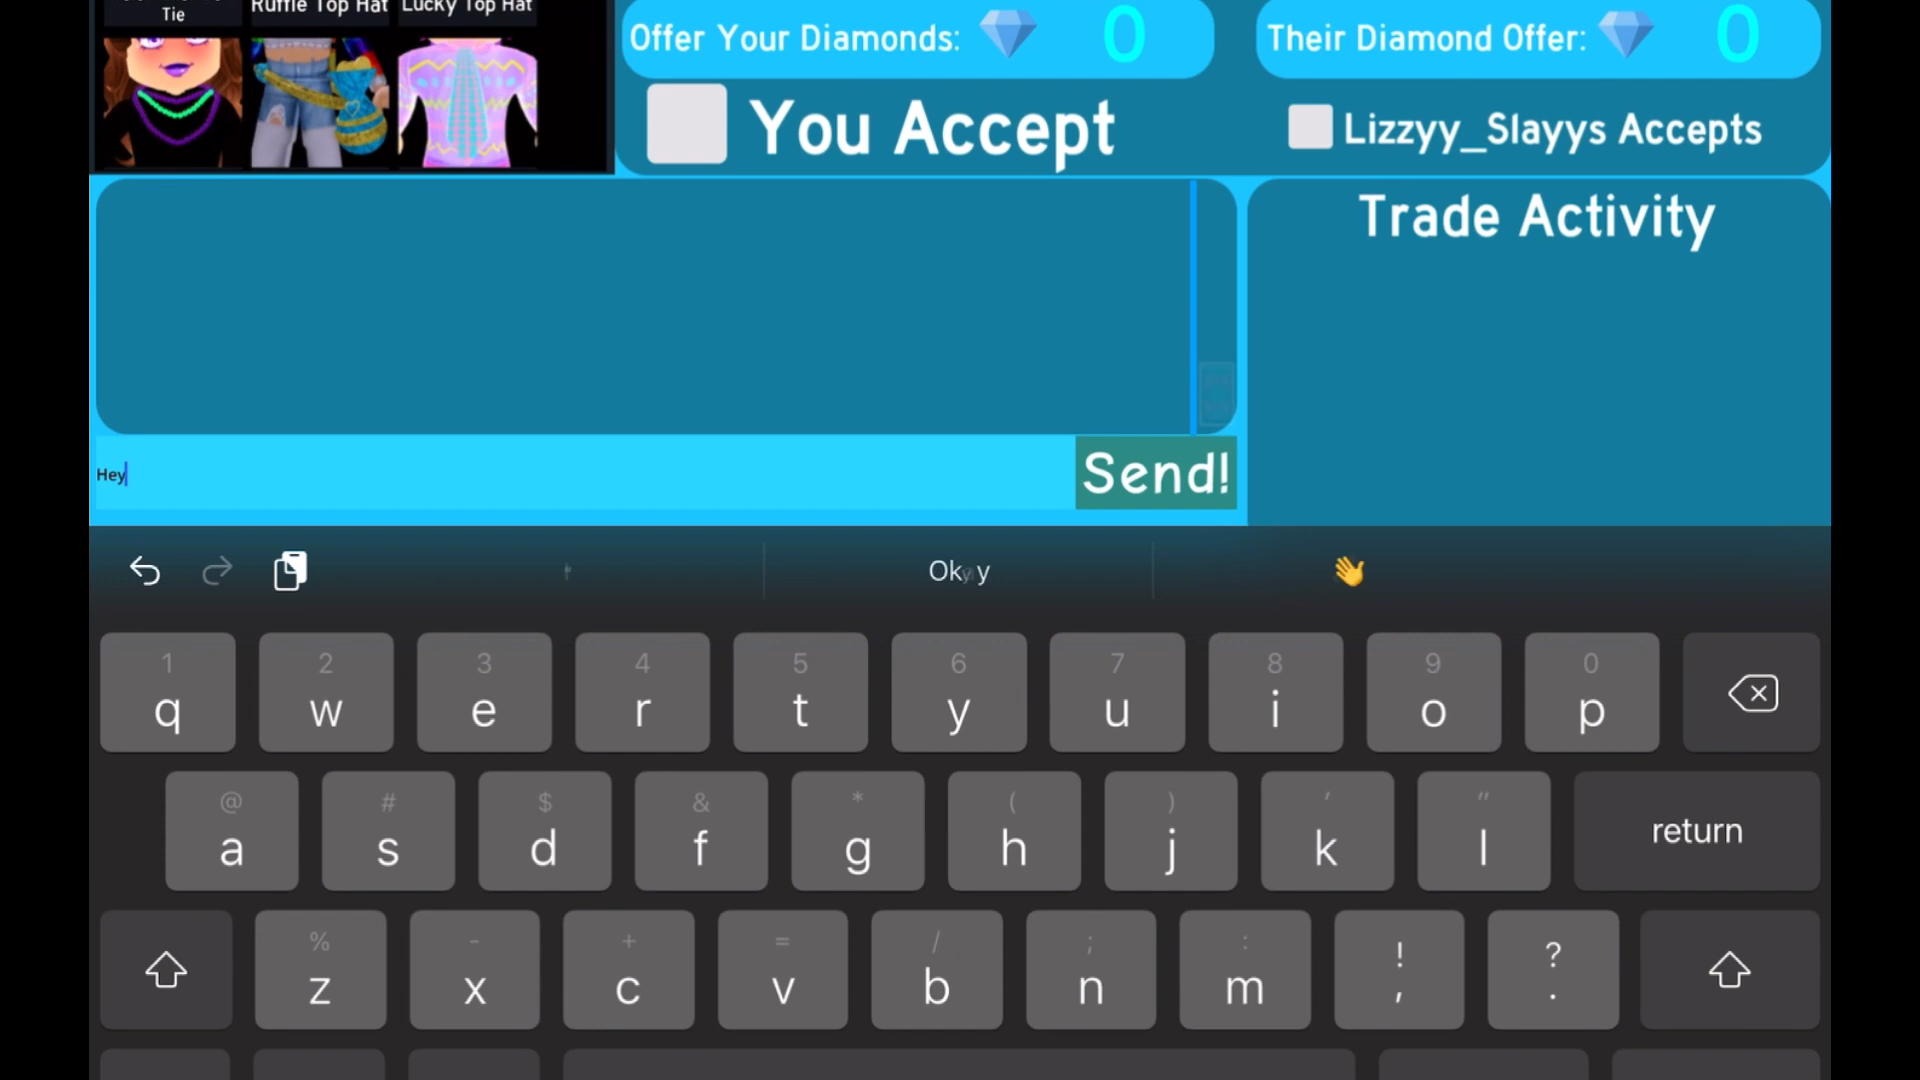 Tie
Ruffle Top Hat
Lucky Top Hat
Offer Your Diamonds: 0
Their Diamond Offer: 0
You Accept
Lizzyy_Slayys Accepts
Trade Activity
Hey
Send!
👋
1 2 3 4 5 6 7 8 9 0
q w e r t y u i o p
@ # $ & * ( ) ' "
a s d f g h j k l return
% - + = / ; : ! ?
z x c v b n m , .